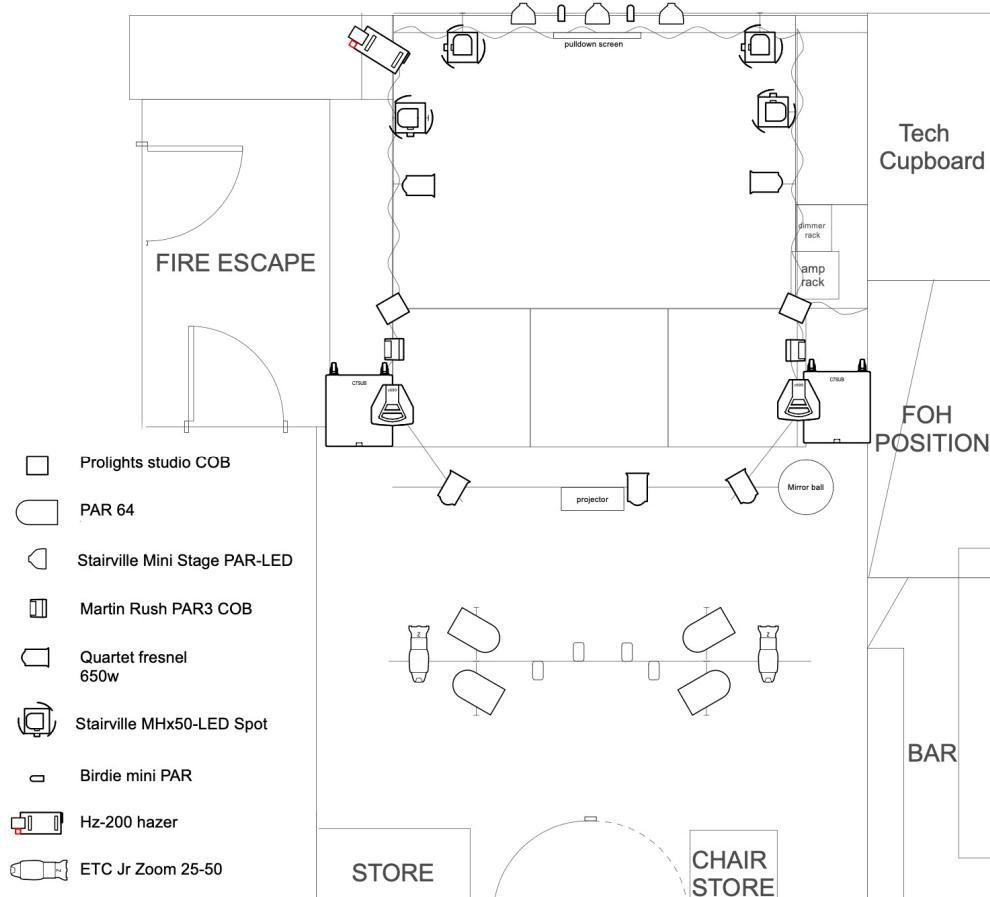 pulldown screen
Tech
Cupboard
dimmer
rack
amp
rack
FIRE ESCAPE
C7SUB
C7SUB
FOH
POSITION
projector
Mirror ball
Prolights studio COB
PAR 64
Stairville Mini Stage PAR-LED
Martin Rush PAR3 COB
Quartet fresnel
650w
Stairville MHx50-LED Spot
Birdie mini PAR
Hz-200 hazer
ETC Jr Zoom 25-50
BAR
STORE
CHAIR
STORE